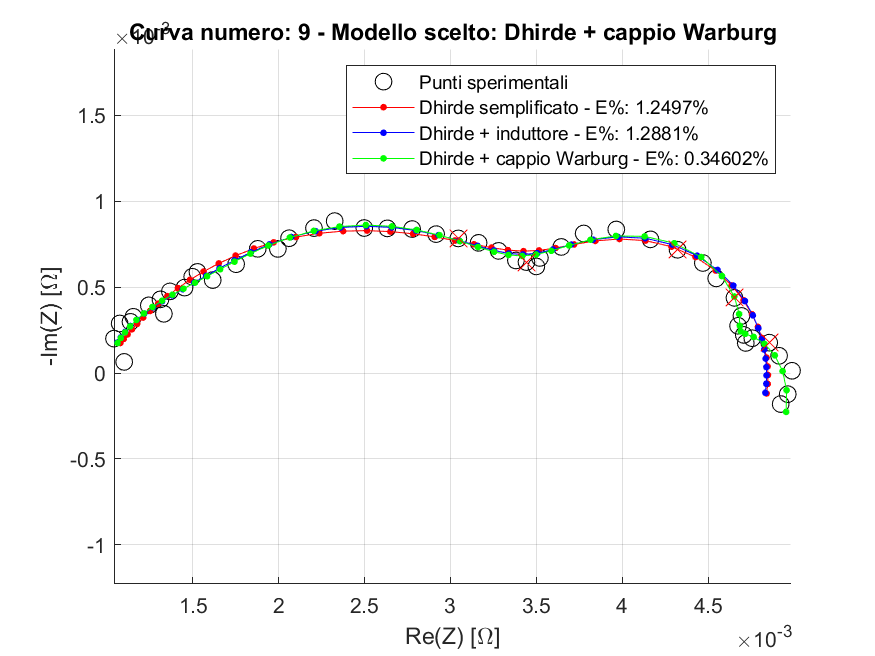 Curva numero: 9 - Modello scelto: Dhirde + cappio Warburg
×10-3
Punti sperimentali
Dhirde semplificato - E%: 1.2497%
Dhirde + induttore - E%: 1.2881%
Dhirde + cappio Warburg - E%: 0.34602%
1.5
1
0.5
0
-0.5
-1
-Im(Z) [Ω]
1.5 2 2.5 3 3.5 4 4.5
Re(Z) [Ω]
×10-3